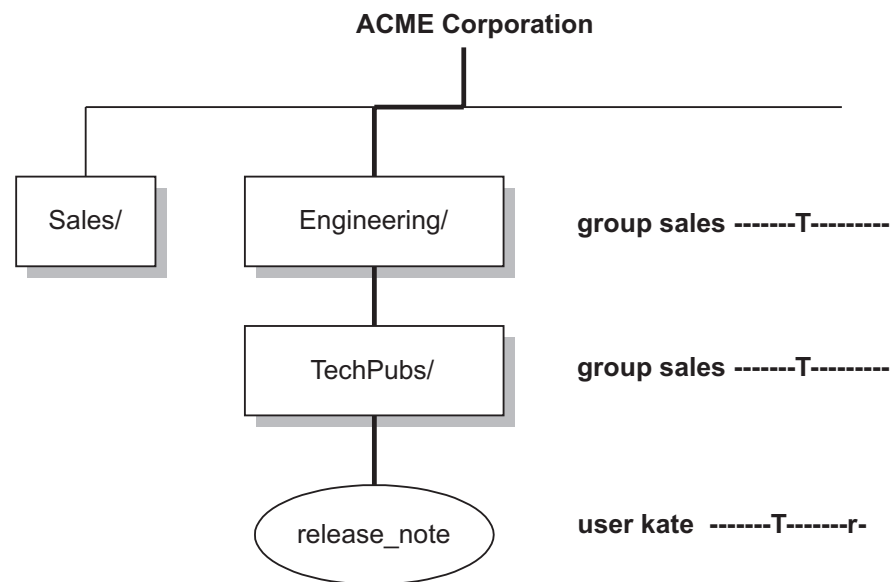 ACME Corporation
Sales/
Engineering/
group sales -------T---------
TechPubs/
group sales -------T---------
release_note
user kate -------T-------r-